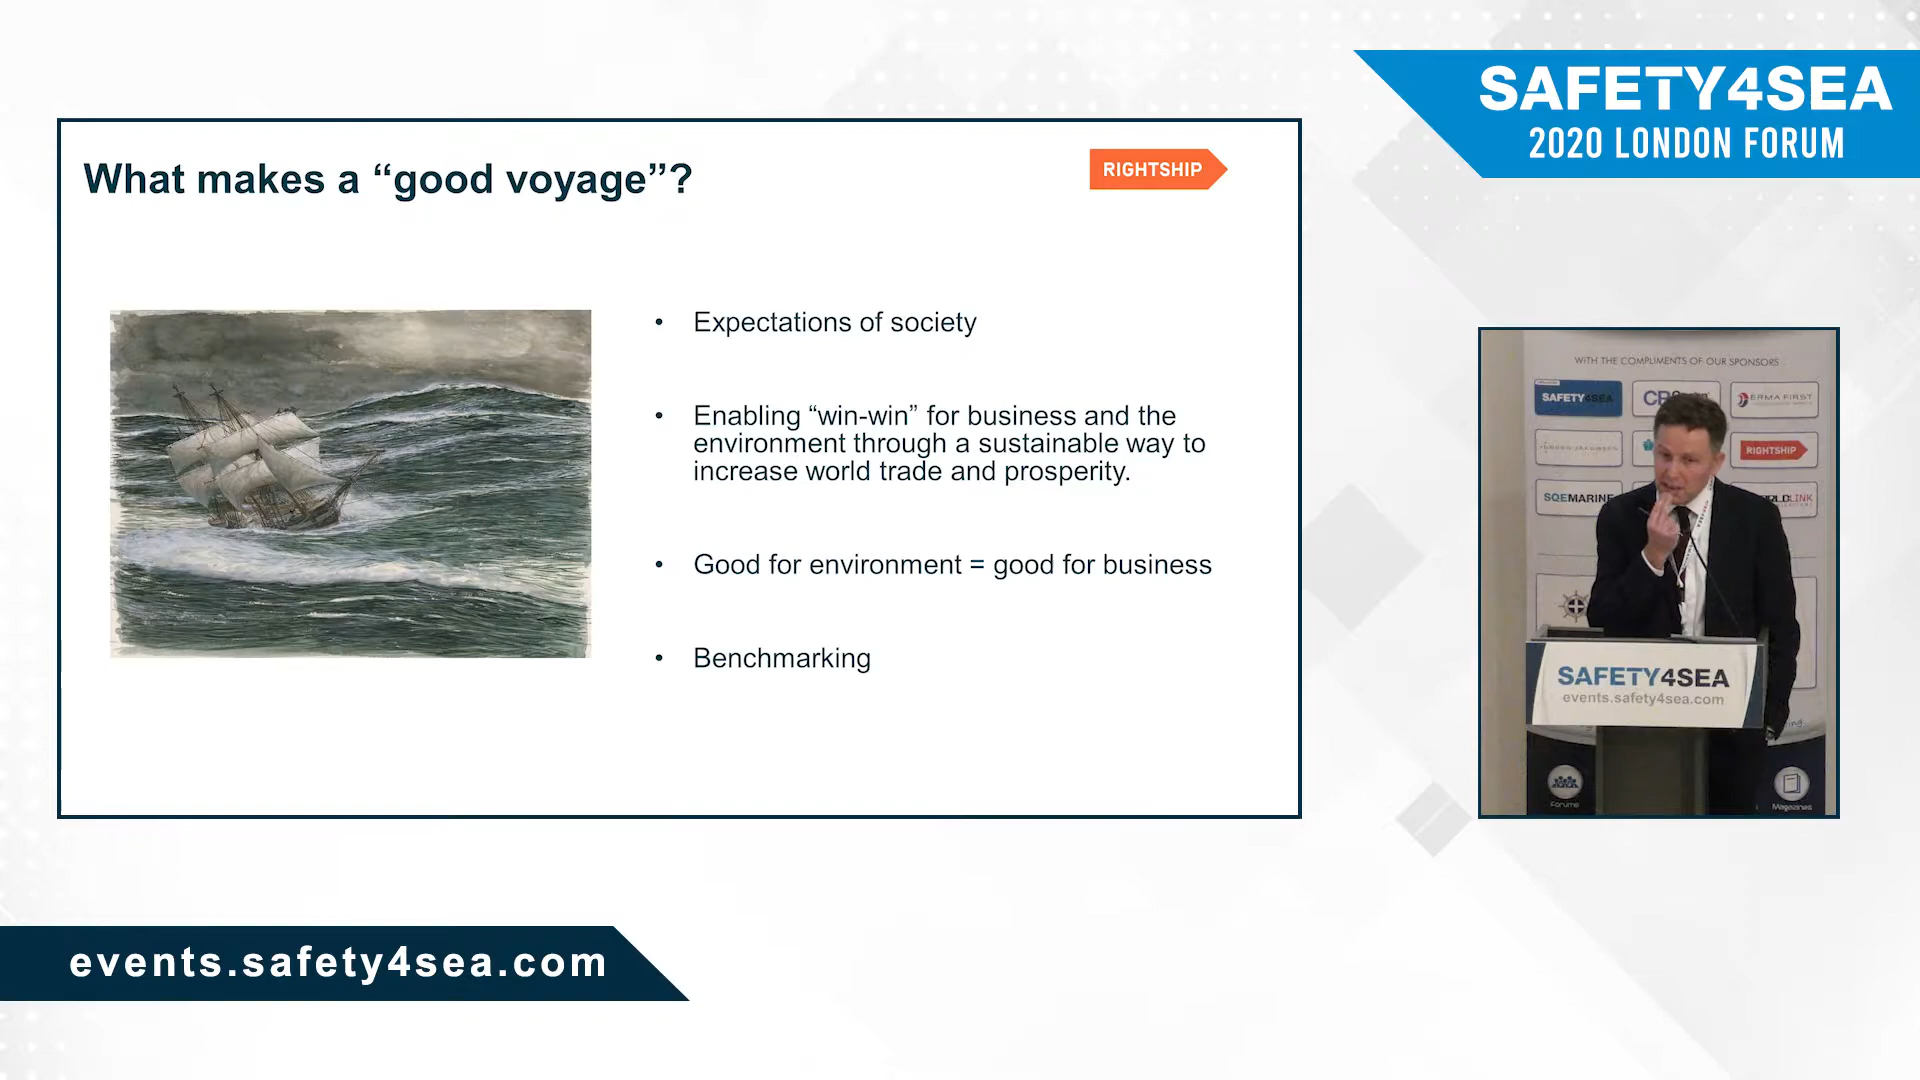 SAFETY4SEA
2020 LONDON FORUM
What makes a “good voyage”?
RIGHTSHIP
• Expectations of society
• Enabling “win-win” for business and the
environment through a sustainable way to
increase world trade and prosperity.
• Good for environment = good for business
• Benchmarking
WITH THE COMPLIMENTS OF OUR SPONSORS
SAFETY4SEA
ERMA FIRST
RIGHTSHIP
SQEMARINE
SAFETY4SEA
events.safety4sea.com
Forums
Magazines
events.safety4sea.com